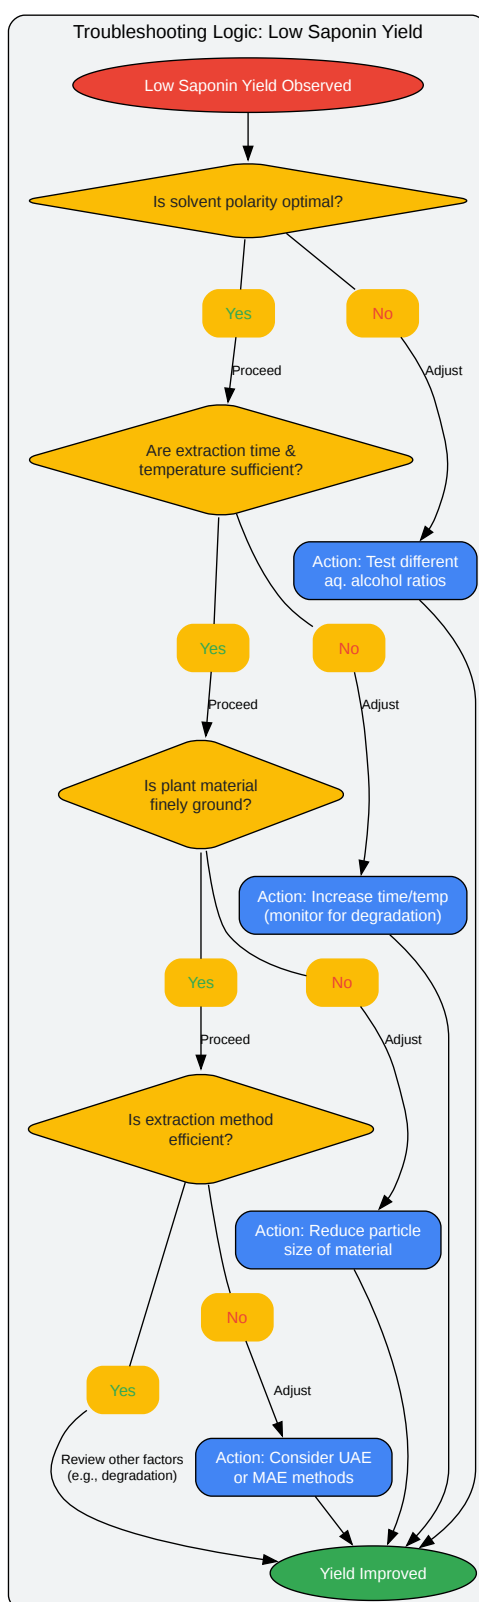 Troubleshooting Logic: Low Saponin Yield
Low Saponin Yield Observed
Is solvent polarity optimal?
Yes
No
Proceed
Adjust
Are extraction time &
temperature sufficient?
Action: Test different
aq. alcohol ratios
Yes
No
Proceed
Adjust
Is plant material
finely ground?
Action: Increase time/temp
(monitor for degradation)
Yes
No
Proceed
Adjust
Is extraction method
efficient?
Action: Reduce particle
size of material
No
Yes
Adjust
Review other factors
(e.g., degradation)
Action: Consider UAE
or MAE methods
Yield Improved